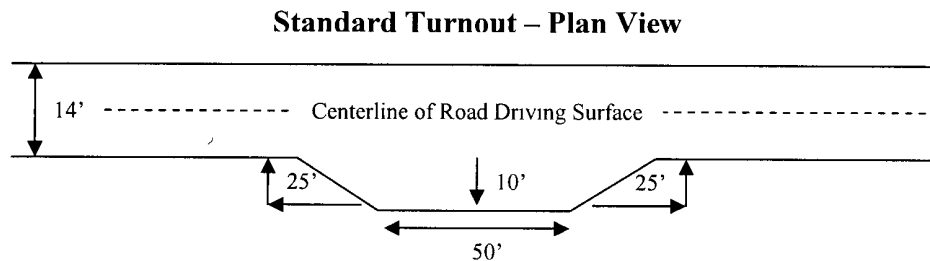 Standard Turnout – Plan View
14’
Centerline of Road Driving Surface
25’
10’
25’
50’